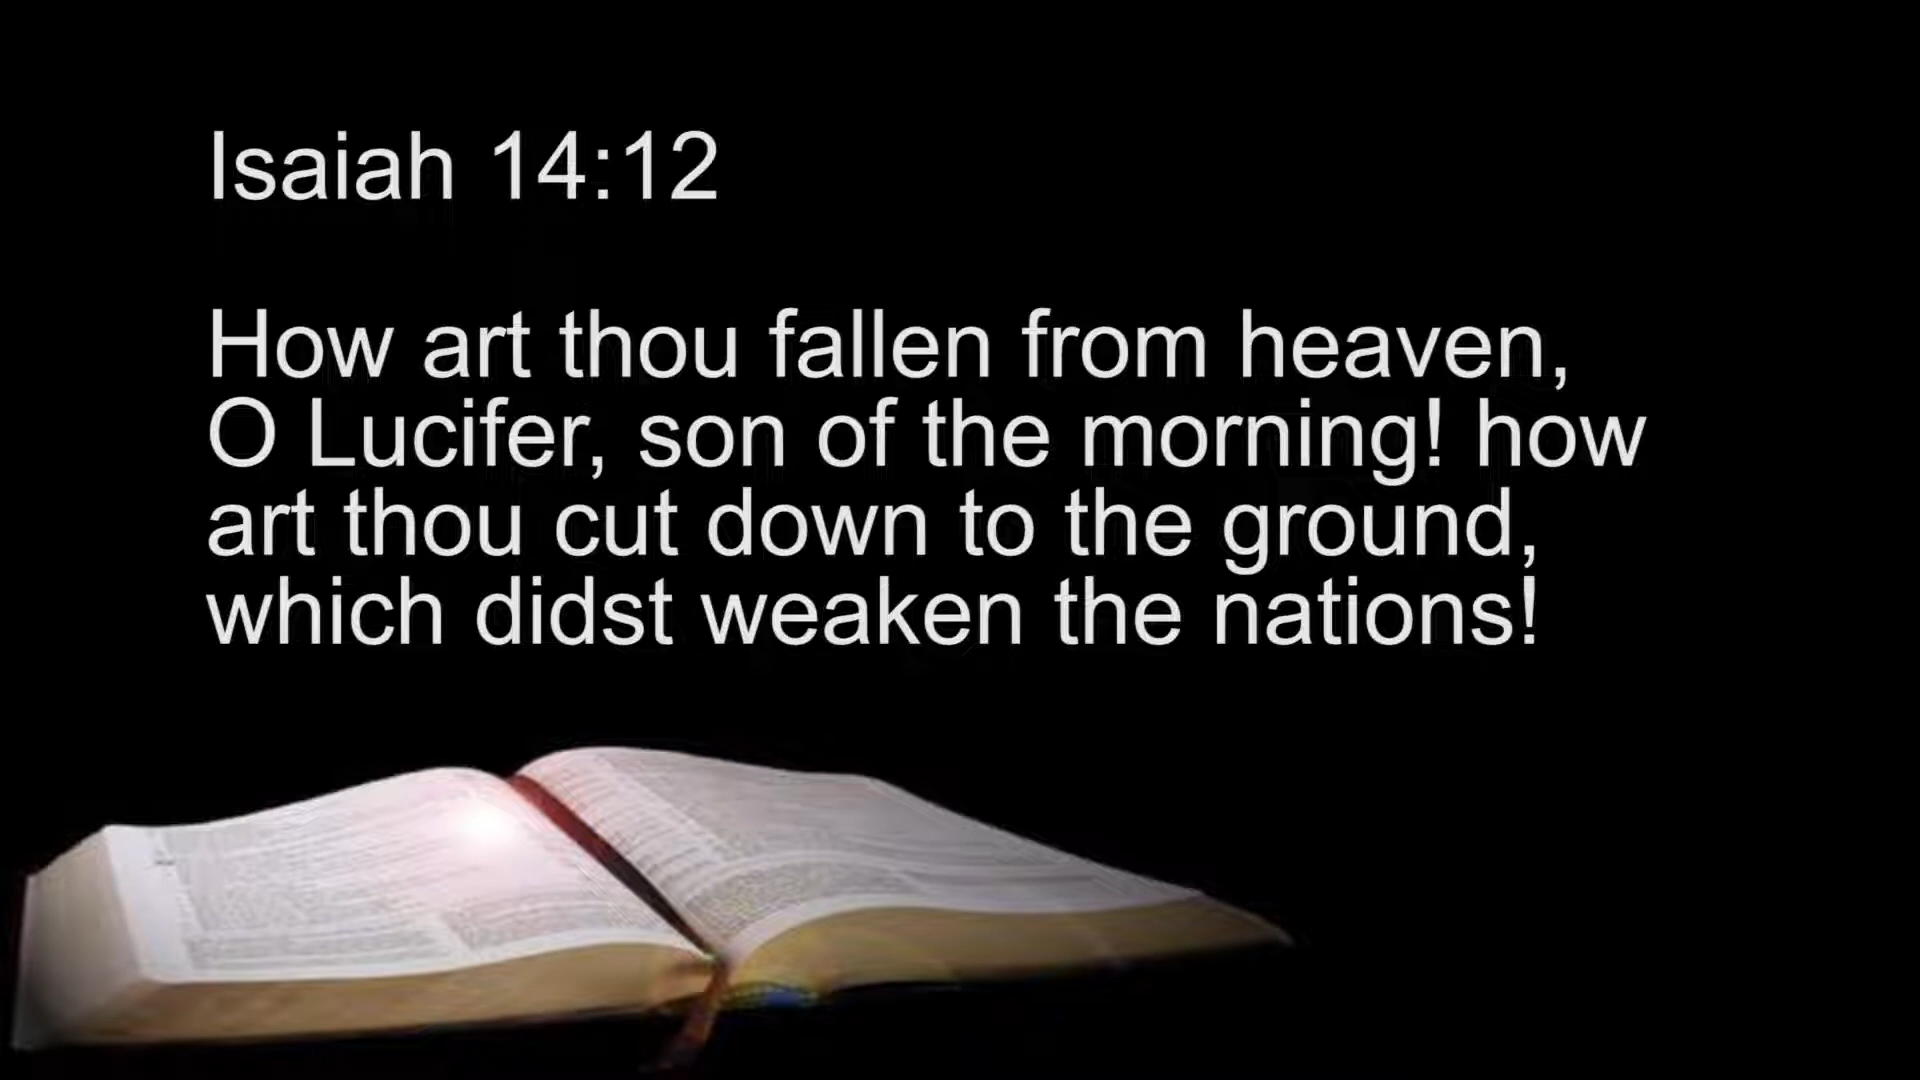 Isaiah 14:12
How art thou fallen from heaven,
O Lucifer, son of the morning! how
art thou cut down to the ground,
which didst weaken the nations!